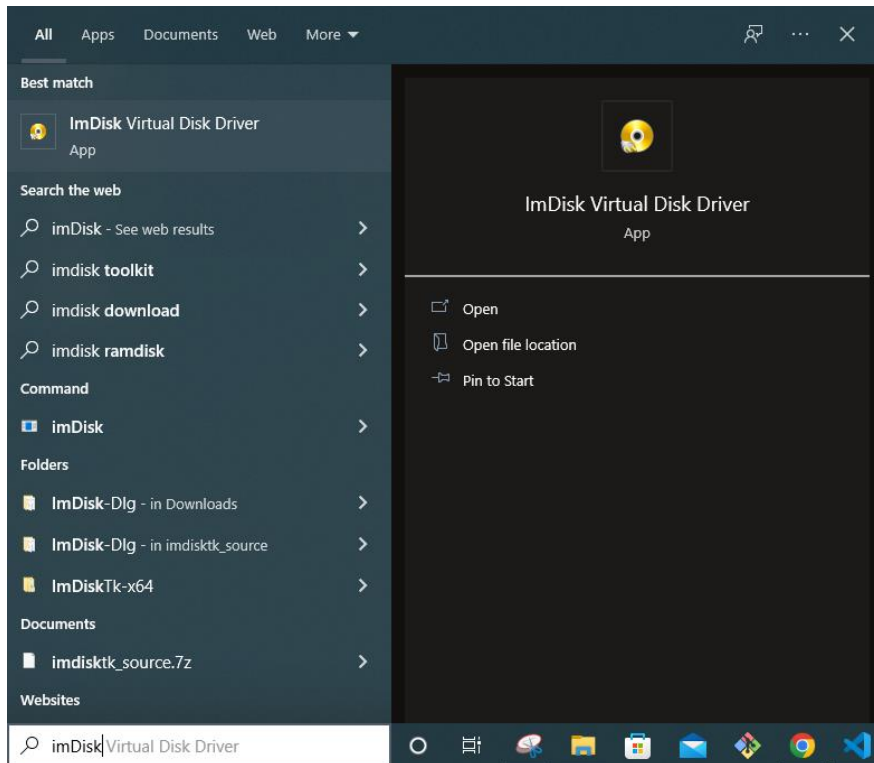 All Apps Documents Web More
Best match
ImDisk Virtual Disk Driver
App
Search the web
imDisk - See web results
imdisk toolkit
imdisk download
imdisk ramdisk
Command
imDisk
Folders
ImDisk-Dlg - in Downloads
ImDisk-Dlg - in imdisktk_source
ImDiskTk-x64
Documents
imdisktk_source.7z
Websites
imDisk Virtual Disk Driver
ImDisk Virtual Disk Driver
App
Open
Open file location
Pin to Start